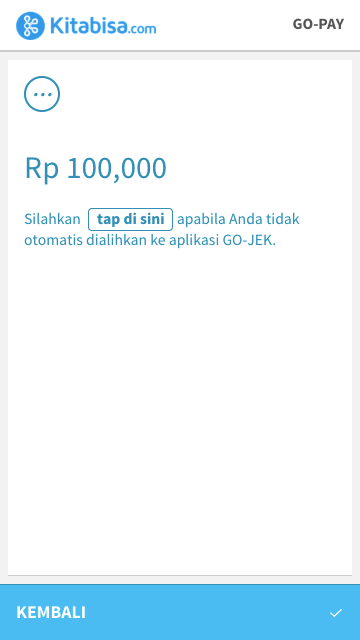 Kitabisa.com
GO-PAY
Rp 100,000
Silahkan tap di sini apabila Anda tidak
otomatis dialihkan ke aplikasi GO-JEK.
KEMBALI